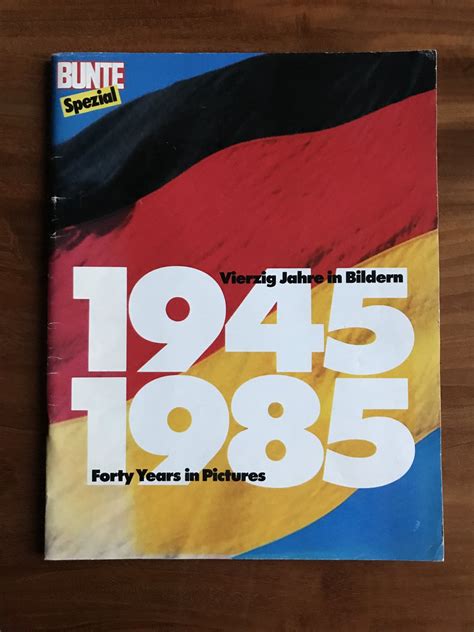 BUNTE
Spezial
Vierzig Jahre in Bildern
1945
1985
Forty Years in Pictures